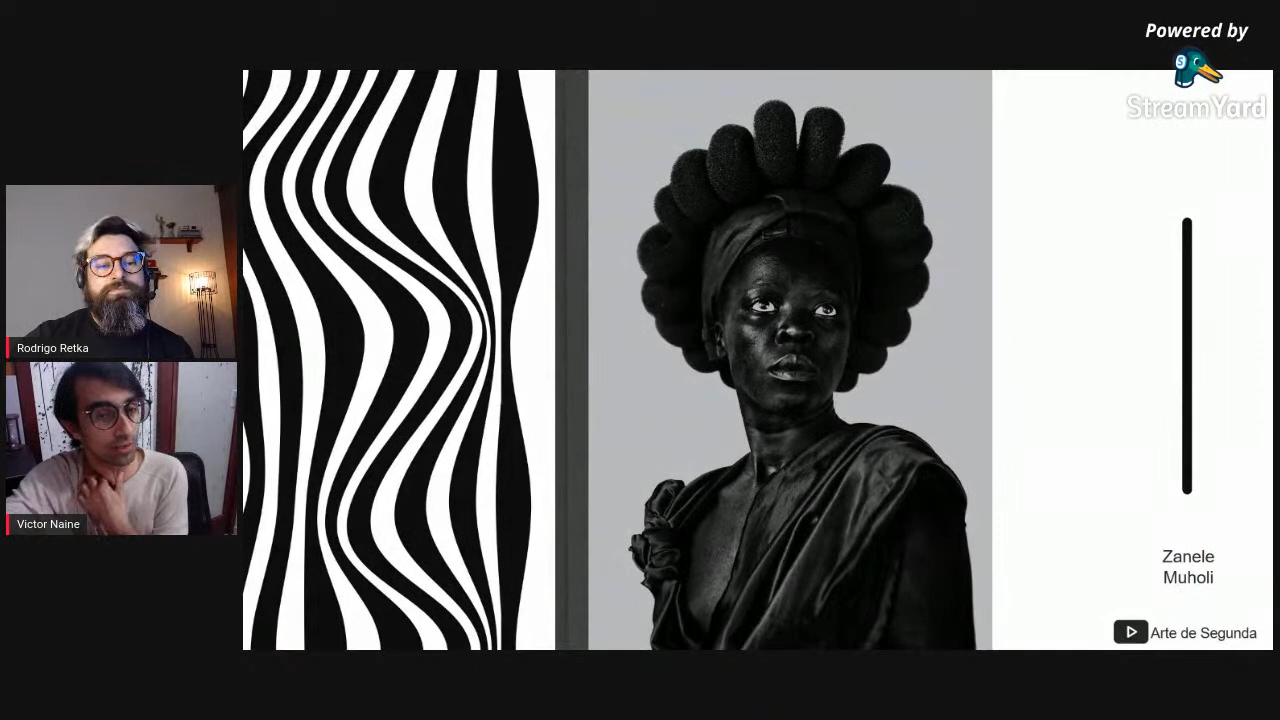 Powered by
StreamYard
Rodrigo Retka
Victor Naine
Zanele
Muholi
Arte de Segunda